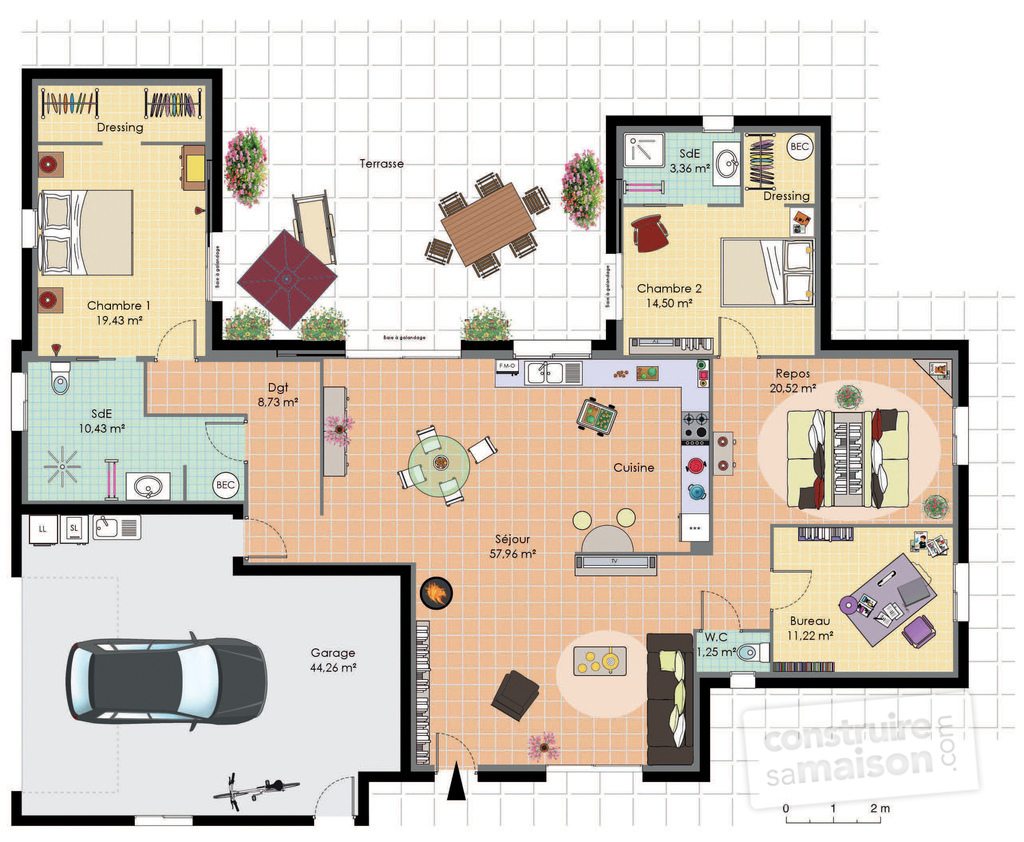 Dressing
Terrasse
SdE
3,36 m²
BEC
Dressing
Baie à galandage
Baie à galandage
Chambre 1
19,43 m²
Chambre 2
14,50 m²
Baie à galandage
F M-O
Repos
20,52 m²
Dgt
8,73 m²
SdE
10,43 m²
Cuisine
BEC
LL
SL
Séjour
57,96 m²
TV
Bureau
11,22 m²
W.C
1,25 m²
Garage
44,26 m²
construire
samaison.com
0 1 2 m